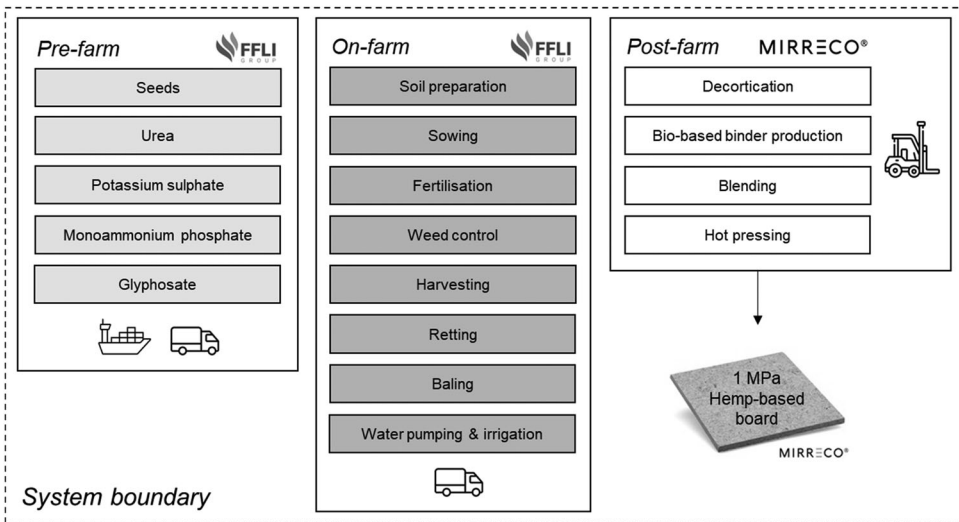 Pre-farm
FFLI
GROUP
Seeds
Urea
Potassium sulphate
Monoammonium phosphate
Glyphosate
On-farm
FFLI
GROUP
Soil preparation
Sowing
Fertilisation
Weed control
Harvesting
Retting
Baling
Water pumping & irrigation
Post-farm
MIRRECO®
Decortication
Bio-based binder production
Blending
Hot pressing
1 MPa
Hemp-based
board
MIRRECO®
System boundary